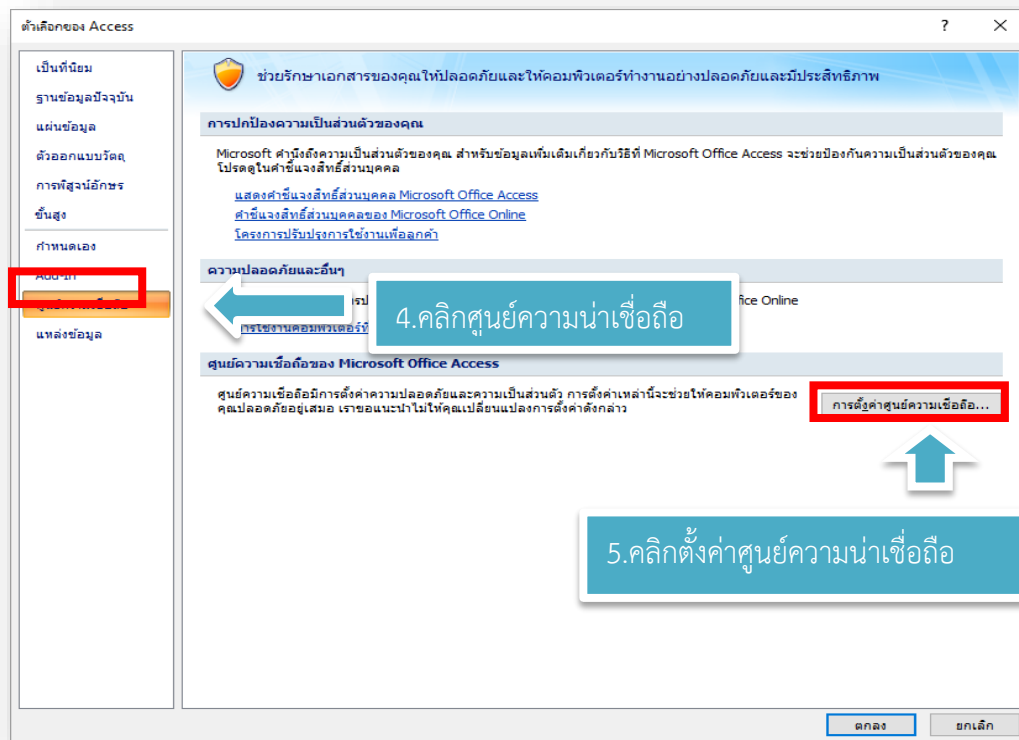 ตัวเลือกของ Access
?
เป็นที่นิยม
ฐานข้อมูลปัจจุบัน
แผ่นข้อมูล
ตัวออกแบบวัตถุ
การพิสูจน์อักษร
ขั้นสูง
กำหนดเอง
Add-in
แหล่งข้อมูล
ช่วยรักษาเอกสารของคุณให้ปลอดภัยและให้คอมพิวเตอร์ทำงานอย่างปลอดภัยและมีประสิทธิภาพ
การปกป้องความเป็นส่วนตัวของคุณ
Microsoft คำนึงถึงความเป็นส่วนตัวของคุณ สำหรับข้อมูลเพิ่มเติมเกี่ยวกับวิธีที่ Microsoft Office Access จะช่วยป้องกันความเป็นส่วนตัวของคุณ
โปรดดูในคำชี้แจงสิทธิ์ส่วนบุคคล
แสดงคำชี้แจงสิทธิ์ส่วนบุคคล Microsoft Office Access
คำชี้แจงสิทธิ์ส่วนบุคคลของ Microsoft Office Online
โครงการปรับปรุงการใช้งานเพื่อลูกค้า
ความปลอดภัยและอื่นๆ
ffice Online
การใช้งานคอมพิวเตอร์ที่
4.คลิกศูนย์ความน่าเชื่อถือ
ศูนย์ความเชื่อถือของ Microsoft Office Access
ศูนย์ความเชื่อถือมีการตั้งค่าความปลอดภัยและความเป็นส่วนตัว การตั้งค่าเหล่านี้จะช่วยให้คอมพิวเตอร์ของ
คุณปลอดภัยอยู่เสมอ เราขอแนะนำไม่ให้คุณเปลี่ยนแปลงการตั้งค่าดังกล่าว
การตั้งค่าศูนย์ความเชื่อถือ...
5.คลิกตั้งค่าศูนย์ความน่าเชื่อถือ
ตกลง
ยกเลิก